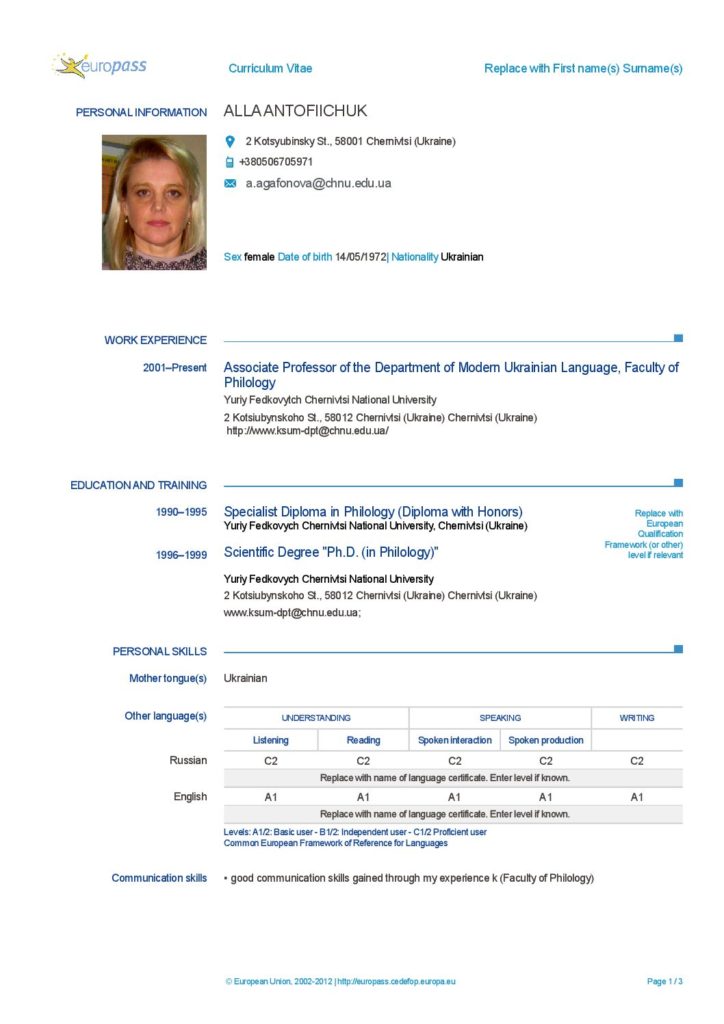 europass
Curriculum Vitae
Replace with First name(s) Surname(s)
PERSONAL INFORMATION
ALLA ANTOFIICHUK
2 Kotsyubinsky St., 58001 Chernivtsi (Ukraine)
+380506705971
a.agafonova@chnu.edu.ua
Sex female Date of birth 14/05/1972| Nationality Ukrainian
WORK EXPERIENCE
2001–Present
Associate Professor of the Department of Modern Ukrainian Language, Faculty of
Philology
Yuriy Fedkovytch Chernivtsi National University
2 Kotsiubynskoho St., 58012 Chernivtsi (Ukraine) Chernivtsi (Ukraine)
http://www.ksum-dpt@chnu.edu.ua/
EDUCATION AND TRAINING
1990–1995
Specialist Diploma in Philology (Diploma with Honors)
Yuriy Fedkovych Chernivtsi National University, Chernivtsi (Ukraine)
Replace with
European
Qualification
Framework (or other)
level if relevant
1996–1999
Scientific Degree "Ph.D. (in Philology)"
Yuriy Fedkovych Chernivtsi National University
2 Kotsiubynskoho St., 58012 Chernivtsi (Ukraine) Chernivtsi (Ukraine)
www.ksum-dpt@chnu.edu.ua;
PERSONAL SKILLS
Mother tongue(s)
Ukrainian
Other language(s)
UNDERSTANDING SPEAKING WRITING
Listening Reading Spoken interaction Spoken production
Russian C2 C2 C2 C2 C2
Replace with name of language certificate. Enter level if known.
English A1 A1 A1 A1 A1
Replace with name of language certificate. Enter level if known.
Levels: A1/2: Basic user - B1/2: Independent user - C1/2 Proficient user
Common European Framework of Reference for Languages
Communication skills
▪ good communication skills gained through my experience k (Faculty of Philology)
© European Union, 2002-2012 | http://europass.cedefop.europa.eu
Page 1 / 3